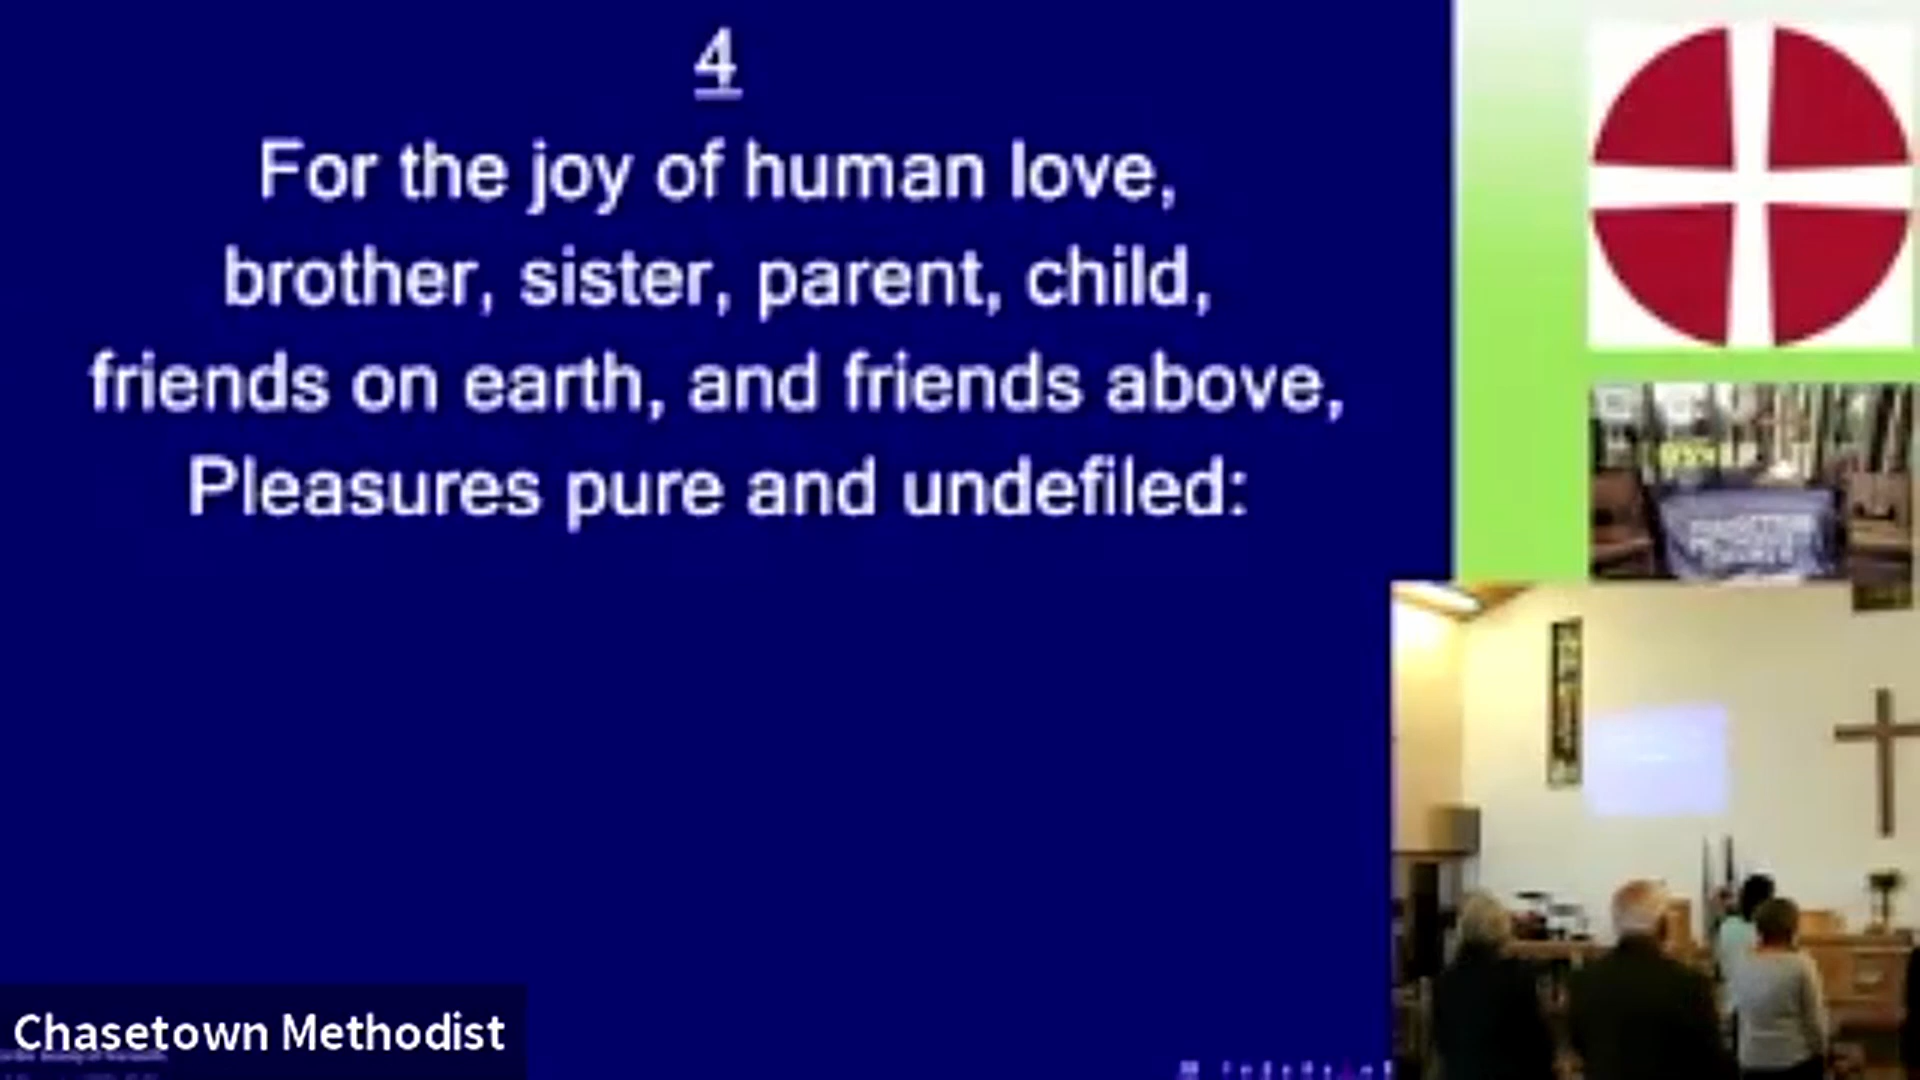 4
For the joy of human love,
brother, sister, parent, child,
friends on earth, and friends above,
Pleasures pure and undefiled:
Chasetown Methodist